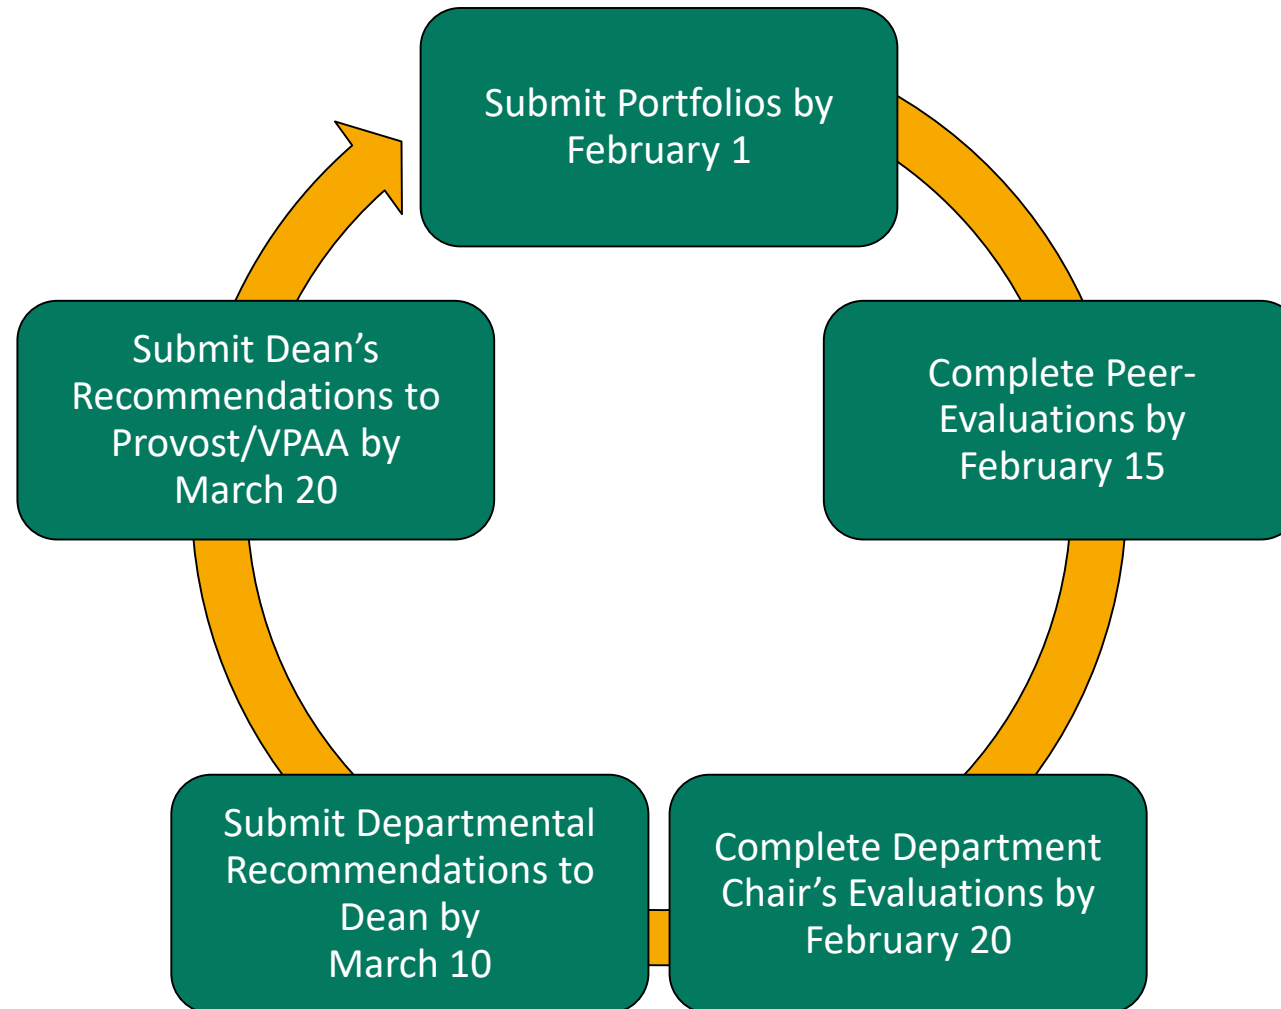 Submit Portfolios by
February 1
Complete Peer-
Evaluations by
February 15
Complete Department
Chair’s Evaluations by
February 20
Submit Departmental
Recommendations to
Dean by
March 10
Submit Dean’s
Recommendations to
Provost/VPAA by
March 20